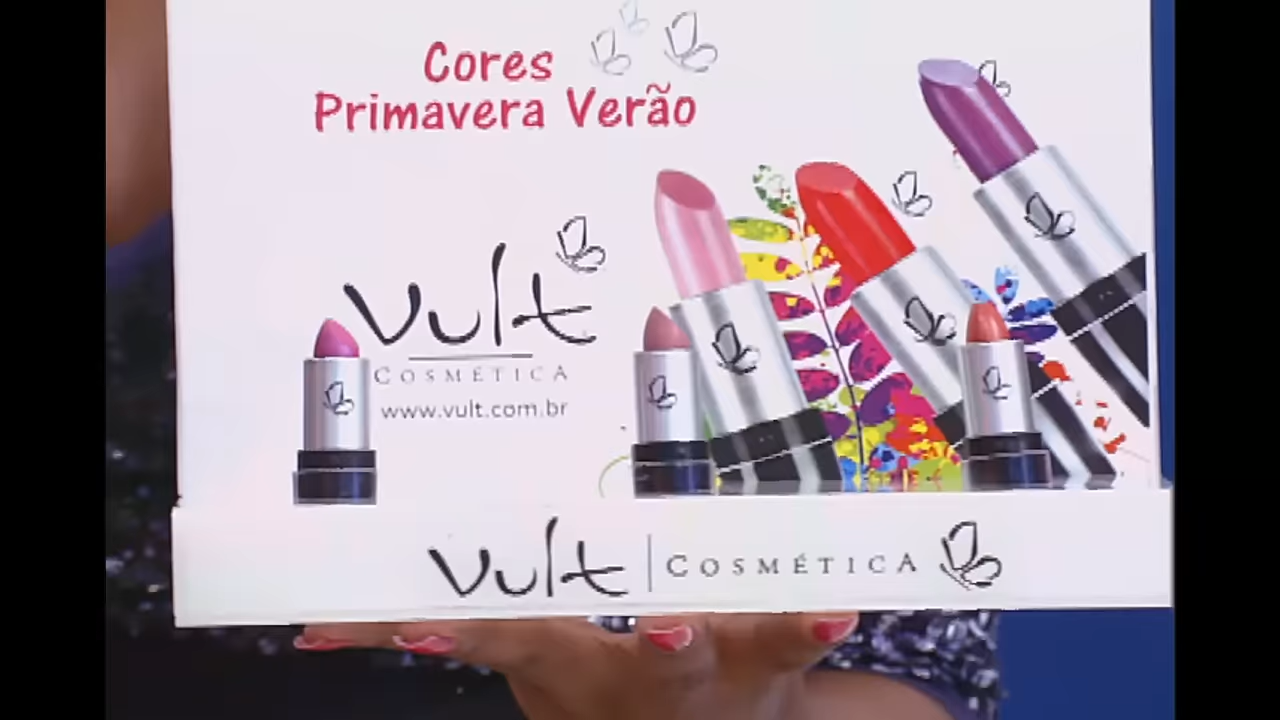 Cores
Primavera Verão
Vult
COSMÉTICA
www.vult.com.br
Vult | COSMÉTICA